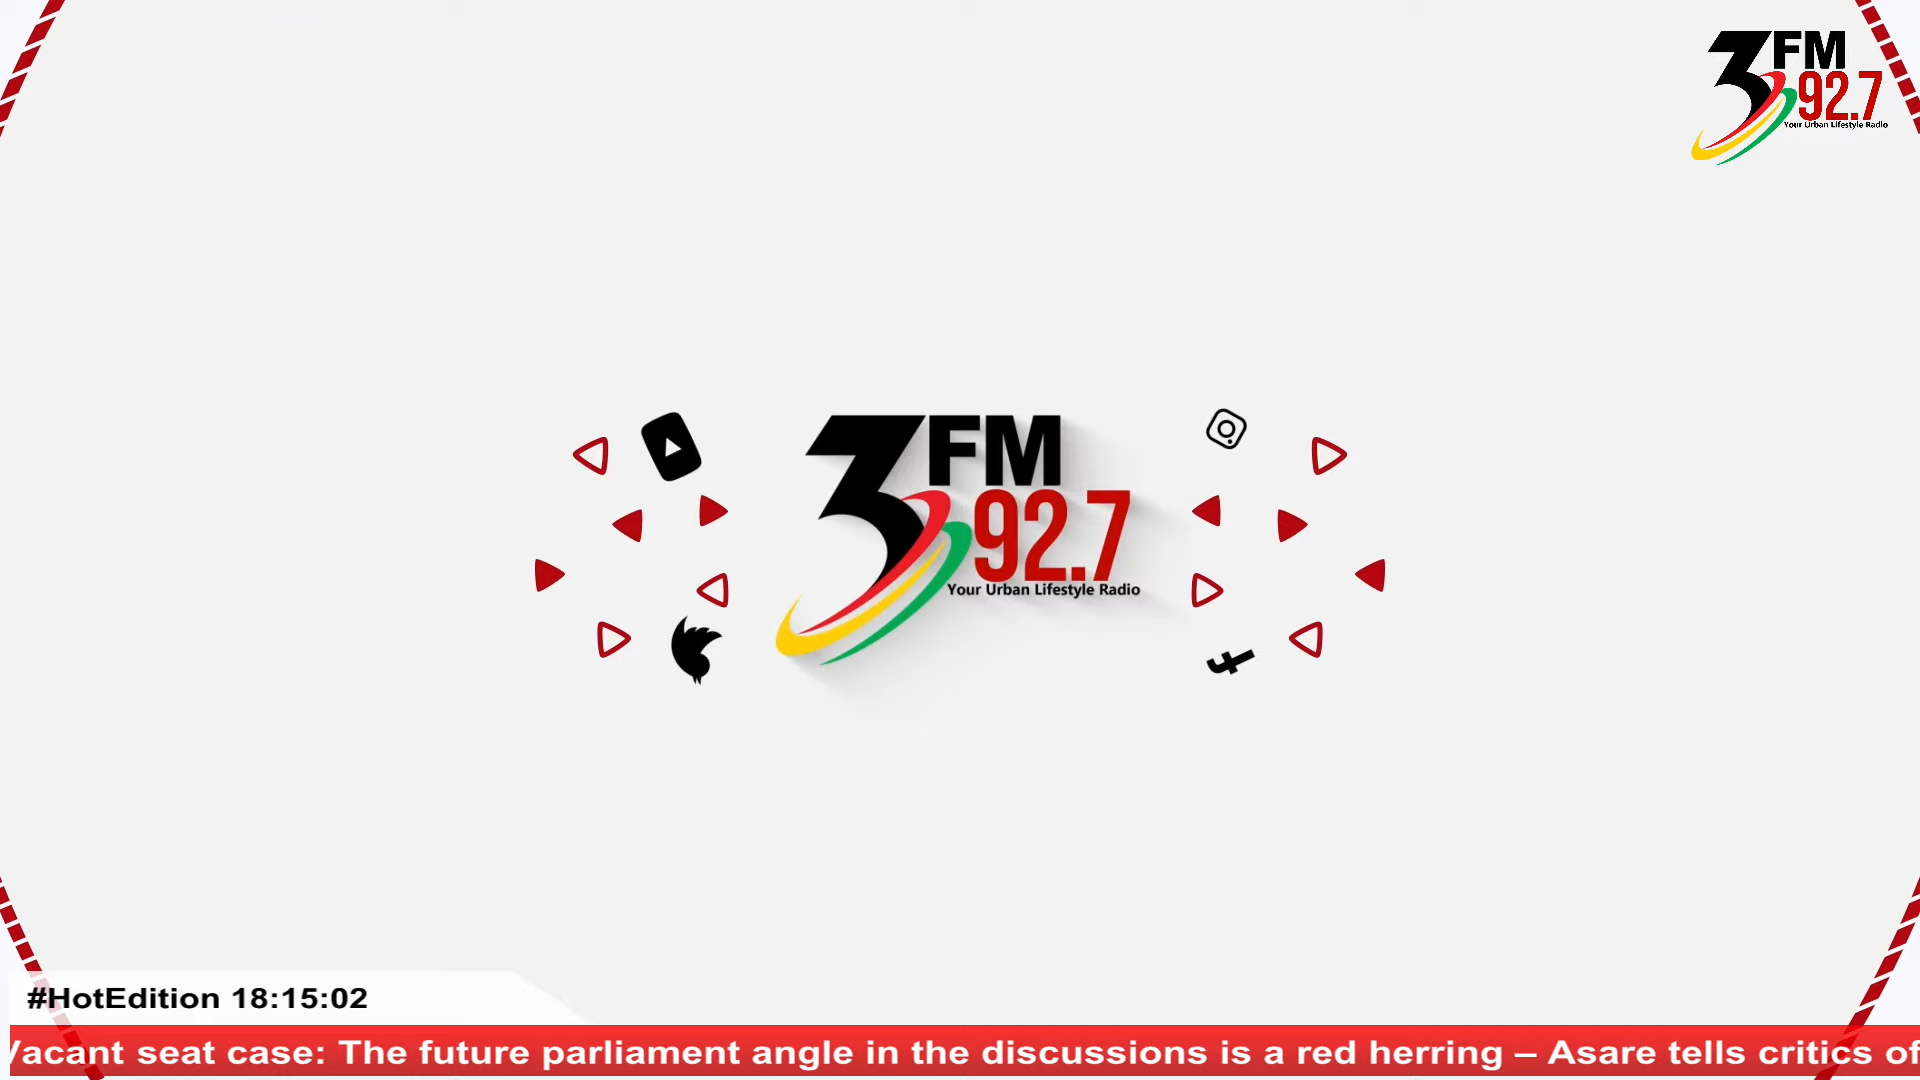 3FM
92.7
Your Urban Lifestyle Radio
3FM
92.7
Your Urban Lifestyle Radio
#HotEdition 18:15:02
Vacant seat case: The future parliament angle in the discussions is a red herring – Asare tells critics of